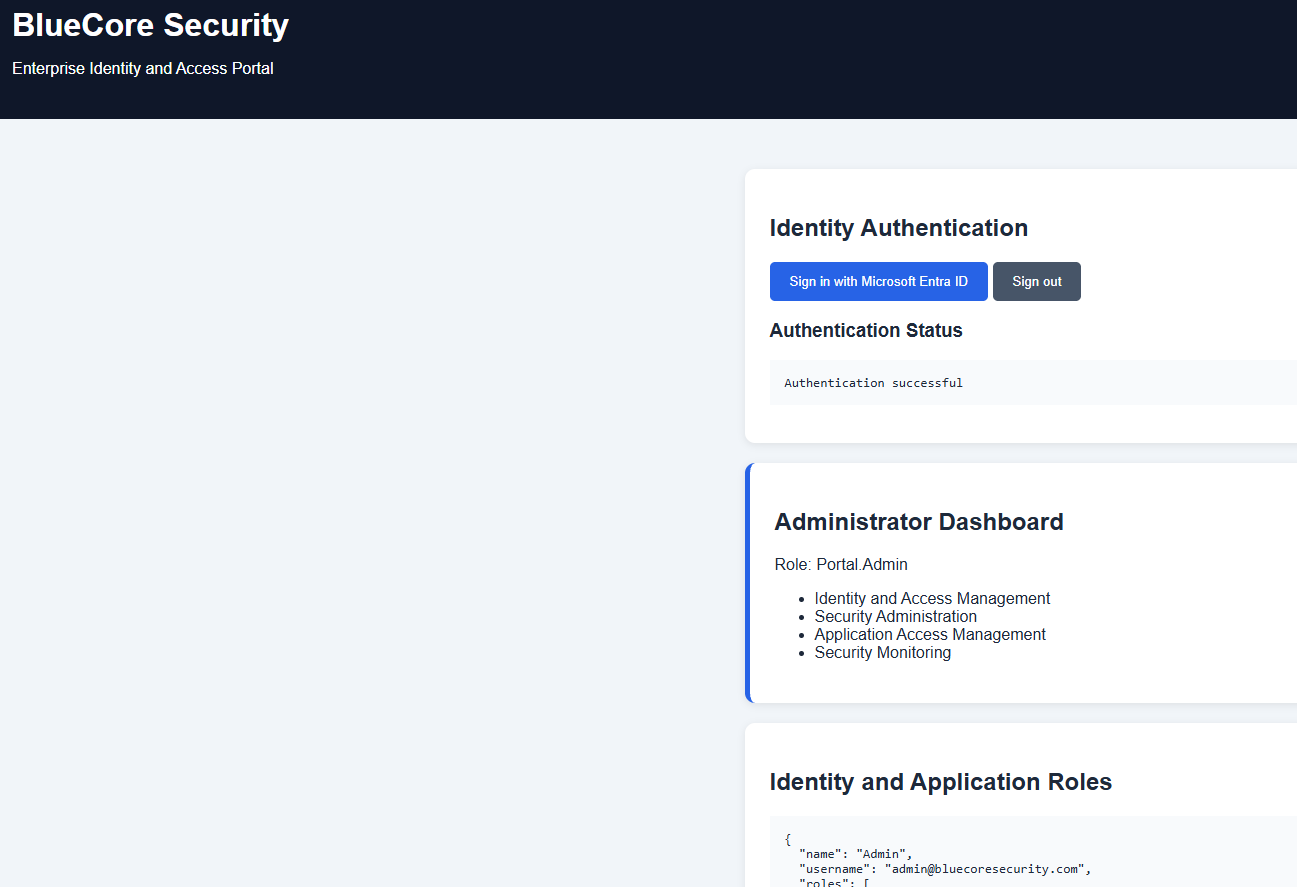 BlueCore Security
Enterprise Identity and Access Portal
Identity Authentication
Sign in with Microsoft Entra ID
Sign out
Authentication Status
Authentication successful
Administrator Dashboard
Role: Portal.Admin
• Identity and Access Management
• Security Administration
• Application Access Management
• Security Monitoring
Identity and Application Roles
{
"name": "Admin",
"username": "admin@bluecoresecurity.com",
"roles": [